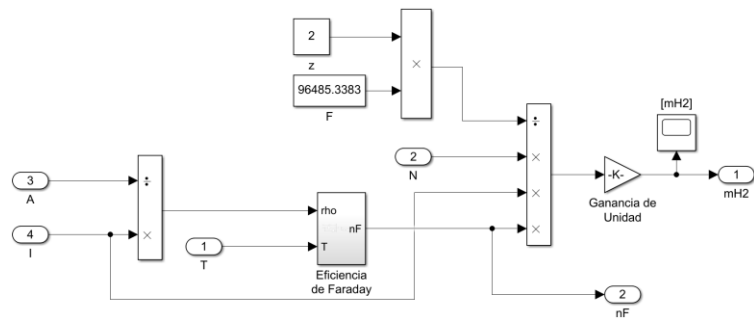 2
z
96485.3383
F
×
[mH2]
3
A
4
I
÷
×
1
T
rho
T
nF
Eficiencia
de Faraday
2
N
÷
×
×
×
-K-
Ganancia de
Unidad
1
mH2
2
nF